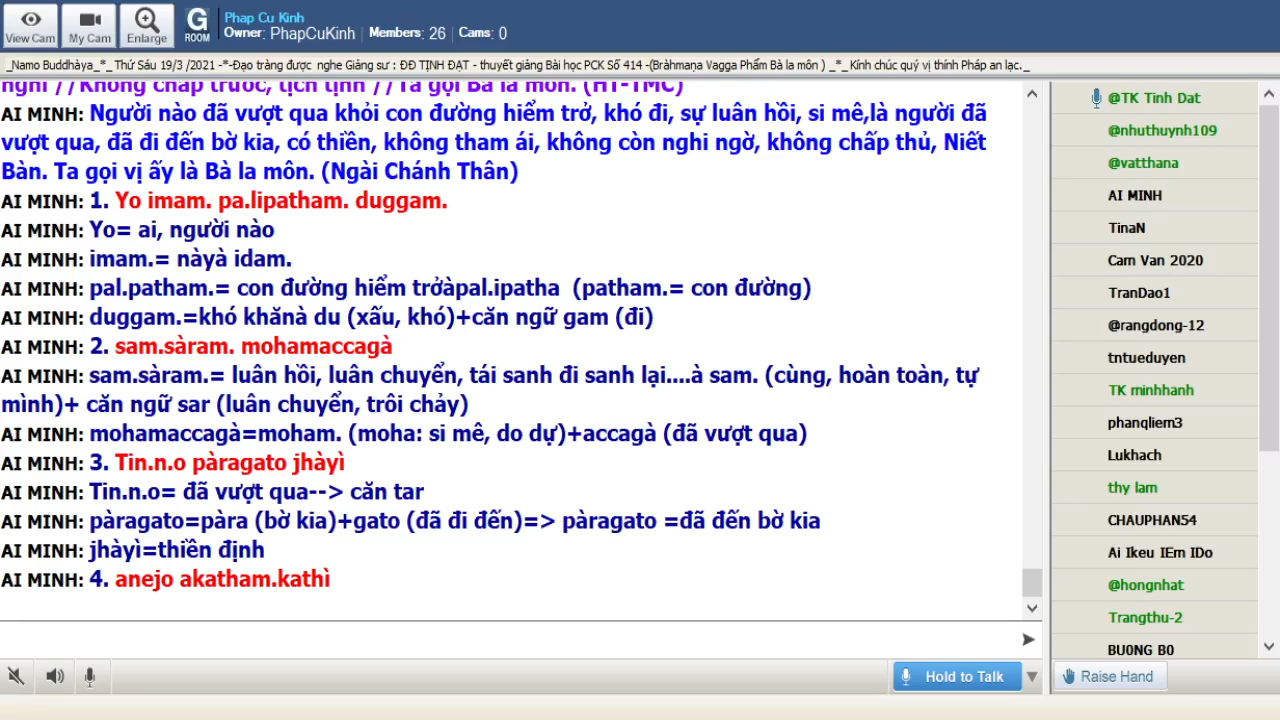 View Cam
My Cam
Enlarge
G ROOM
Phap Cu Kinh
Owner: PhapCuKinh | Members: 26 | Cams: 0
_Namo Buddhàya_*_ Thứ Sáu 19/3 /2021 -*-Đạo tràng được nghe Giảng sư : ĐĐ TỊNH ĐẠT - thuyết giảng Bài học PCK Số 414 -(Bràhmaṇa Vagga Phẩm Bà la môn ) _*_ Kính chúc quý vị thính Pháp an lạc._
nghi //Không chấp trước, tịch tịnh //Ta gọi Bà la môn. (HT-TMC)
AI MINH: Người nào đã vượt qua khỏi con đường hiểm trở, khó đi, sự luân hồi, si mê,là người đã
vượt qua, đã đi đến bờ kia, có thiền, không tham ái, không còn nghi ngờ, không chấp thủ, Niết
Bàn. Ta gọi vị ấy là Bà la môn. (Ngài Chánh Thân)
AI MINH: 1. Yo imam. pa.lipatham. duggam.
AI MINH: Yo= ai, người nào
AI MINH: imam.= nàyà idam.
AI MINH: pal.patham.= con đường hiểm trởàpal.ipatha (patham.= con đường)
AI MINH: duggam.=khó khănà du (xấu, khó)+căn ngữ gam (đi)
AI MINH: 2. sam.sàram. mohamaccagà
AI MINH: sam.sàram.= luân hồi, luân chuyển, tái sanh đi sanh lại....à sam. (cùng, hoàn toàn, tự
mình)+ căn ngữ sar (luân chuyển, trôi chảy)
AI MINH: mohamaccagà=moham. (moha: si mê, do dự)+accagà (đã vượt qua)
AI MINH: 3. Tin.n.o pàragato jhàyì
AI MINH: Tin.n.o= đã vượt qua--> căn tar
AI MINH: pàragato=pàra (bờ kia)+gato (đã đi đến)=> pàragato =đã đến bờ kia
AI MINH: jhàyì=thiền định
AI MINH: 4. anejo akatham.kathì
Hold to Talk
@TK Tinh Dat
@nhuthuynh109
@vatthana
AI MINH
TinaN
Cam Van 2020
TranDao1
@rangdong-12
tntueduyen
TK minhhanh
phanqliem3
Lukhach
thy lam
CHAUPHAN54
Ai Ikeu IEm IDo
@hongnhat
Trangthu-2
BU0NG B0
Raise Hand